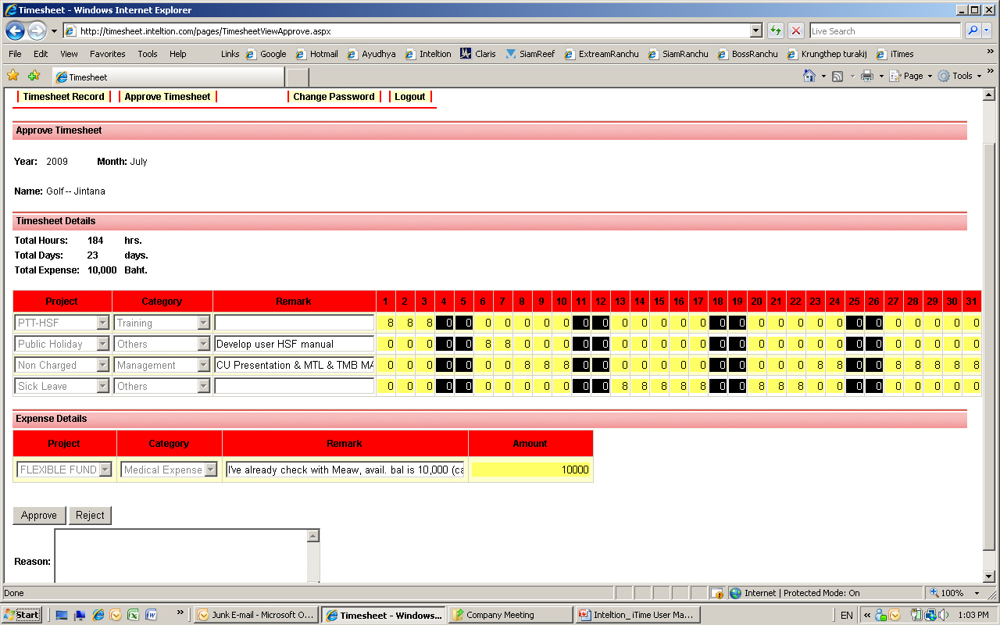 Timesheet - Windows Internet Explorer
http://timesheet.inteltion.com/pages/TimesheetViewApprove.aspx Live Search
File Edit View Favorites Tools Help Links Google Hotmail Ayudhya Inteltion Claris SiamReef ExtreamRanchu SiamRanchu BossRanchu Krungthep turakij iTimes »
Timesheet Page Tools »
Timesheet Record Approve Timesheet Change Password Logout
Approve Timesheet
Year: 2009 Month: July
Name: Golf -- Jintana
Timesheet Details
Total Hours: 184 hrs.
Total Days: 23 days.
Total Expense: 10,000 Baht.
Project Category Remark 1 2 3 4 5 6 7 8 9 10 11 12 13 14 15 16 17 18 19 20 21 22 23 24 25 26 27 28 29 30 31
PTT-HSF Training 8 8 8 0 0 0 0 0 0 0 0 0 0 0 0 0 0 0 0 0 0 0 0 0 0 0 0 0 0 0 0
Public Holiday Others Develop user HSF manual 0 0 0 0 0 8 8 0 0 0 0 0 0 0 0 0 0 0 0 0 0 0 0 0 0 0 0 0 0 0 0
Non Charged Management CU Presentation & MTL & TMB MA 0 0 0 0 0 0 0 8 8 8 0 0 0 0 0 0 0 0 0 0 0 0 8 8 0 0 8 8 8 8 8
Sick Leave Others 0 0 0 0 0 0 0 0 0 0 0 0 8 8 8 8 8 0 0 8 8 8 0 0 0 0 0 0 0 0 0
Expense Details
Project Category Remark Amount
FLEXIBLE FUND Medical Expense I've already check with Meaw, avail. bal is 10,000 (ca 10000
Approve Reject
Reason:
Done Internet | Protected Mode: On 100%
Start » Junk E-mail - Microsoft O... Timesheet - Windows... Company Meeting Inteltion_ iTime User Ma... EN « 1:03 PM